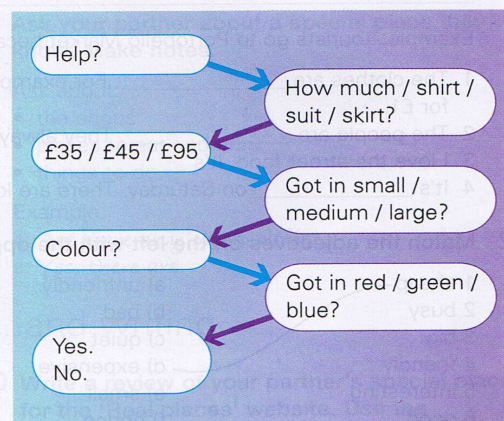 Help?
How much / shirt /
suit / skirt?
£35 / £45 / £95
Got in small /
medium / large?
Colour?
Got in red / green /
blue?
Yes.
No.